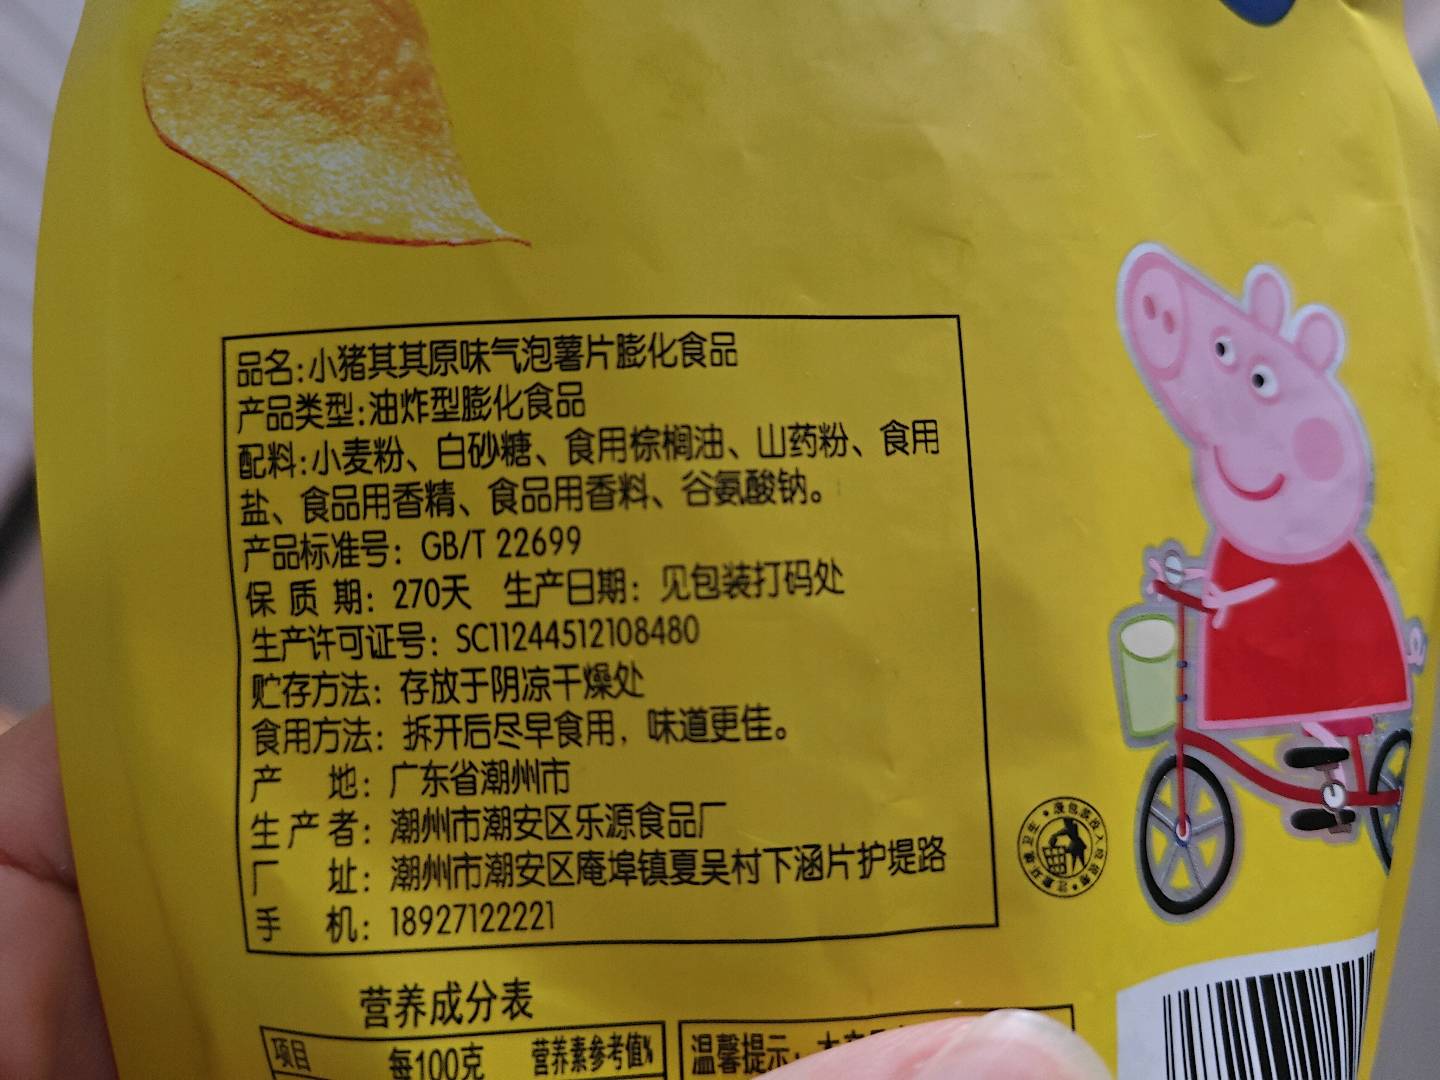 品名:小猪其其原味气泡薯片膨化食品
产品类型:油炸型膨化食品
配料:小麦粉、白砂糖、食用棕榈油、山药粉、食用
盐、食品用香精、食品用香料、谷氨酸钠。
产品标准号: GB/T 22699
保 质 期: 270天 生产日期: 见包装打码处
生产许可证号: SC11244512108480
贮存方法: 存放于阴凉干燥处
食用方法: 拆开后尽早食用, 味道更佳。
产 地: 广东省潮州市
生 产 者: 潮州市潮安区乐源食品厂
厂 址: 潮州市潮安区庵埠镇夏吴村下涵片护堤路
手 机: 18927122221
营养成分表
项目 每100克 营养素参考值%
温馨提示: